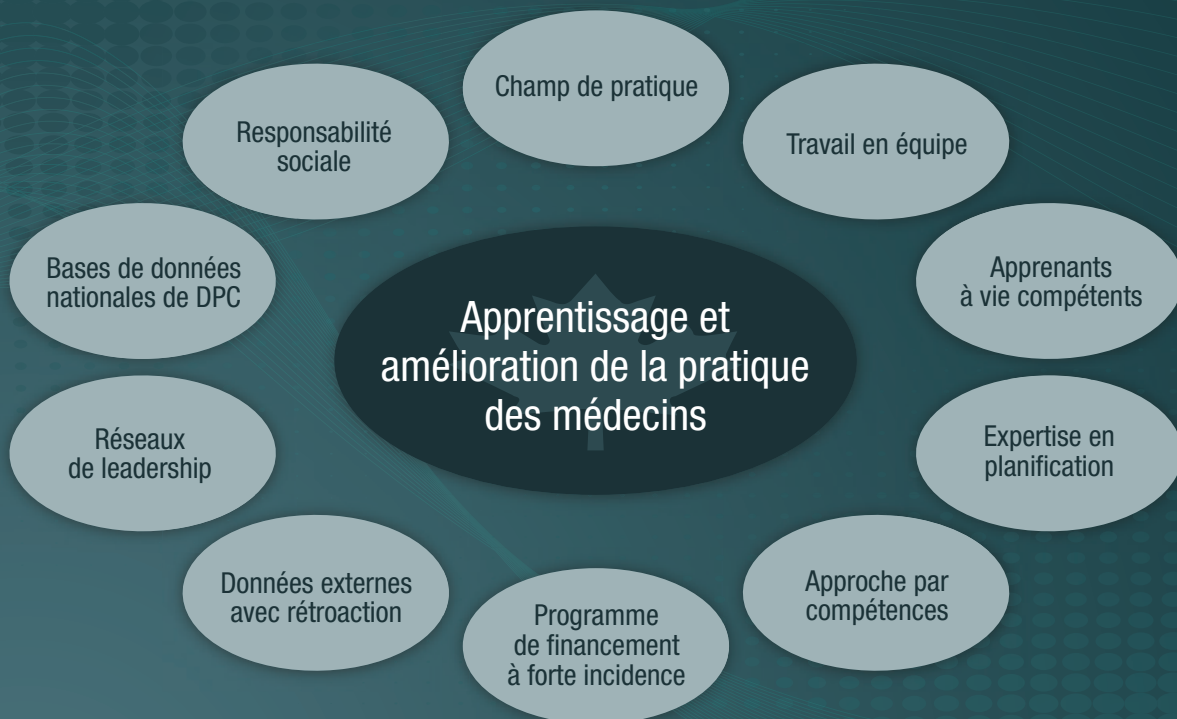 Champ de pratique
Responsabilité
sociale
Travail en équipe
Bases de données
nationales de DPC
Apprenants
à vie compétents
Apprentissage et
amélioration de la pratique
des médecins
Réseaux
de leadership
Expertise en
planification
Données externes
avec rétroaction
Approche par
compétences
Programme
de financement
à forte incidence